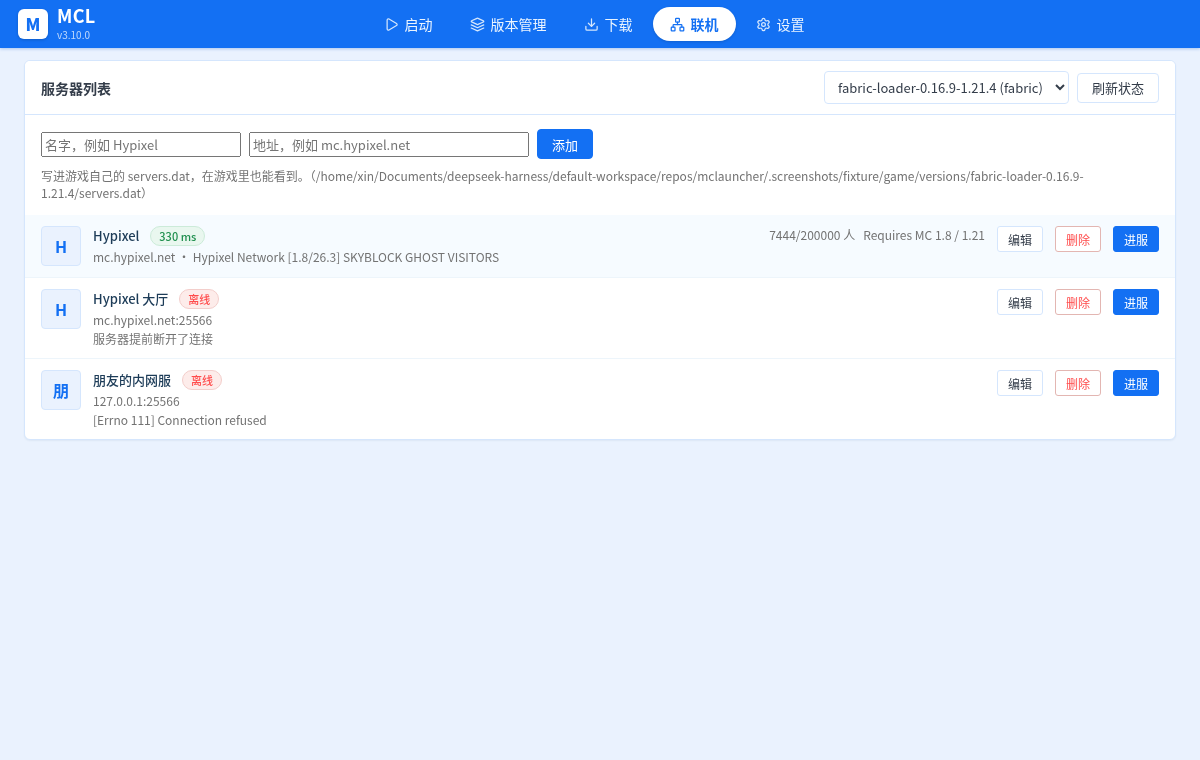 M
MCL
v3.10.0
启动
版本管理
下载
联机
设置
服务器列表
fabric-loader-0.16.9-1.21.4 (fabric)
刷新状态
名字，例如 Hypixel
地址，例如 mc.hypixel.net
添加
写进游戏自己的 servers.dat，在游戏里也能看到。（/home/xin/Documents/deepseek-harness/default-workspace/repos/mclauncher/.screenshots/fixture/game/versions/fabric-loader-0.16.9-
1.21.4/servers.dat）
H
Hypixel 330 ms
7444/200000 人 Requires MC 1.8 / 1.21
编辑
删除
进服
mc.hypixel.net · Hypixel Network [1.8/26.3] SKYBLOCK GHOST VISITORS
H
Hypixel 大厅 离线
编辑
删除
进服
mc.hypixel.net:25566
服务器提前断开了连接
朋
朋友的内网服 离线
编辑
删除
进服
127.0.0.1:25566
[Errno 111] Connection refused